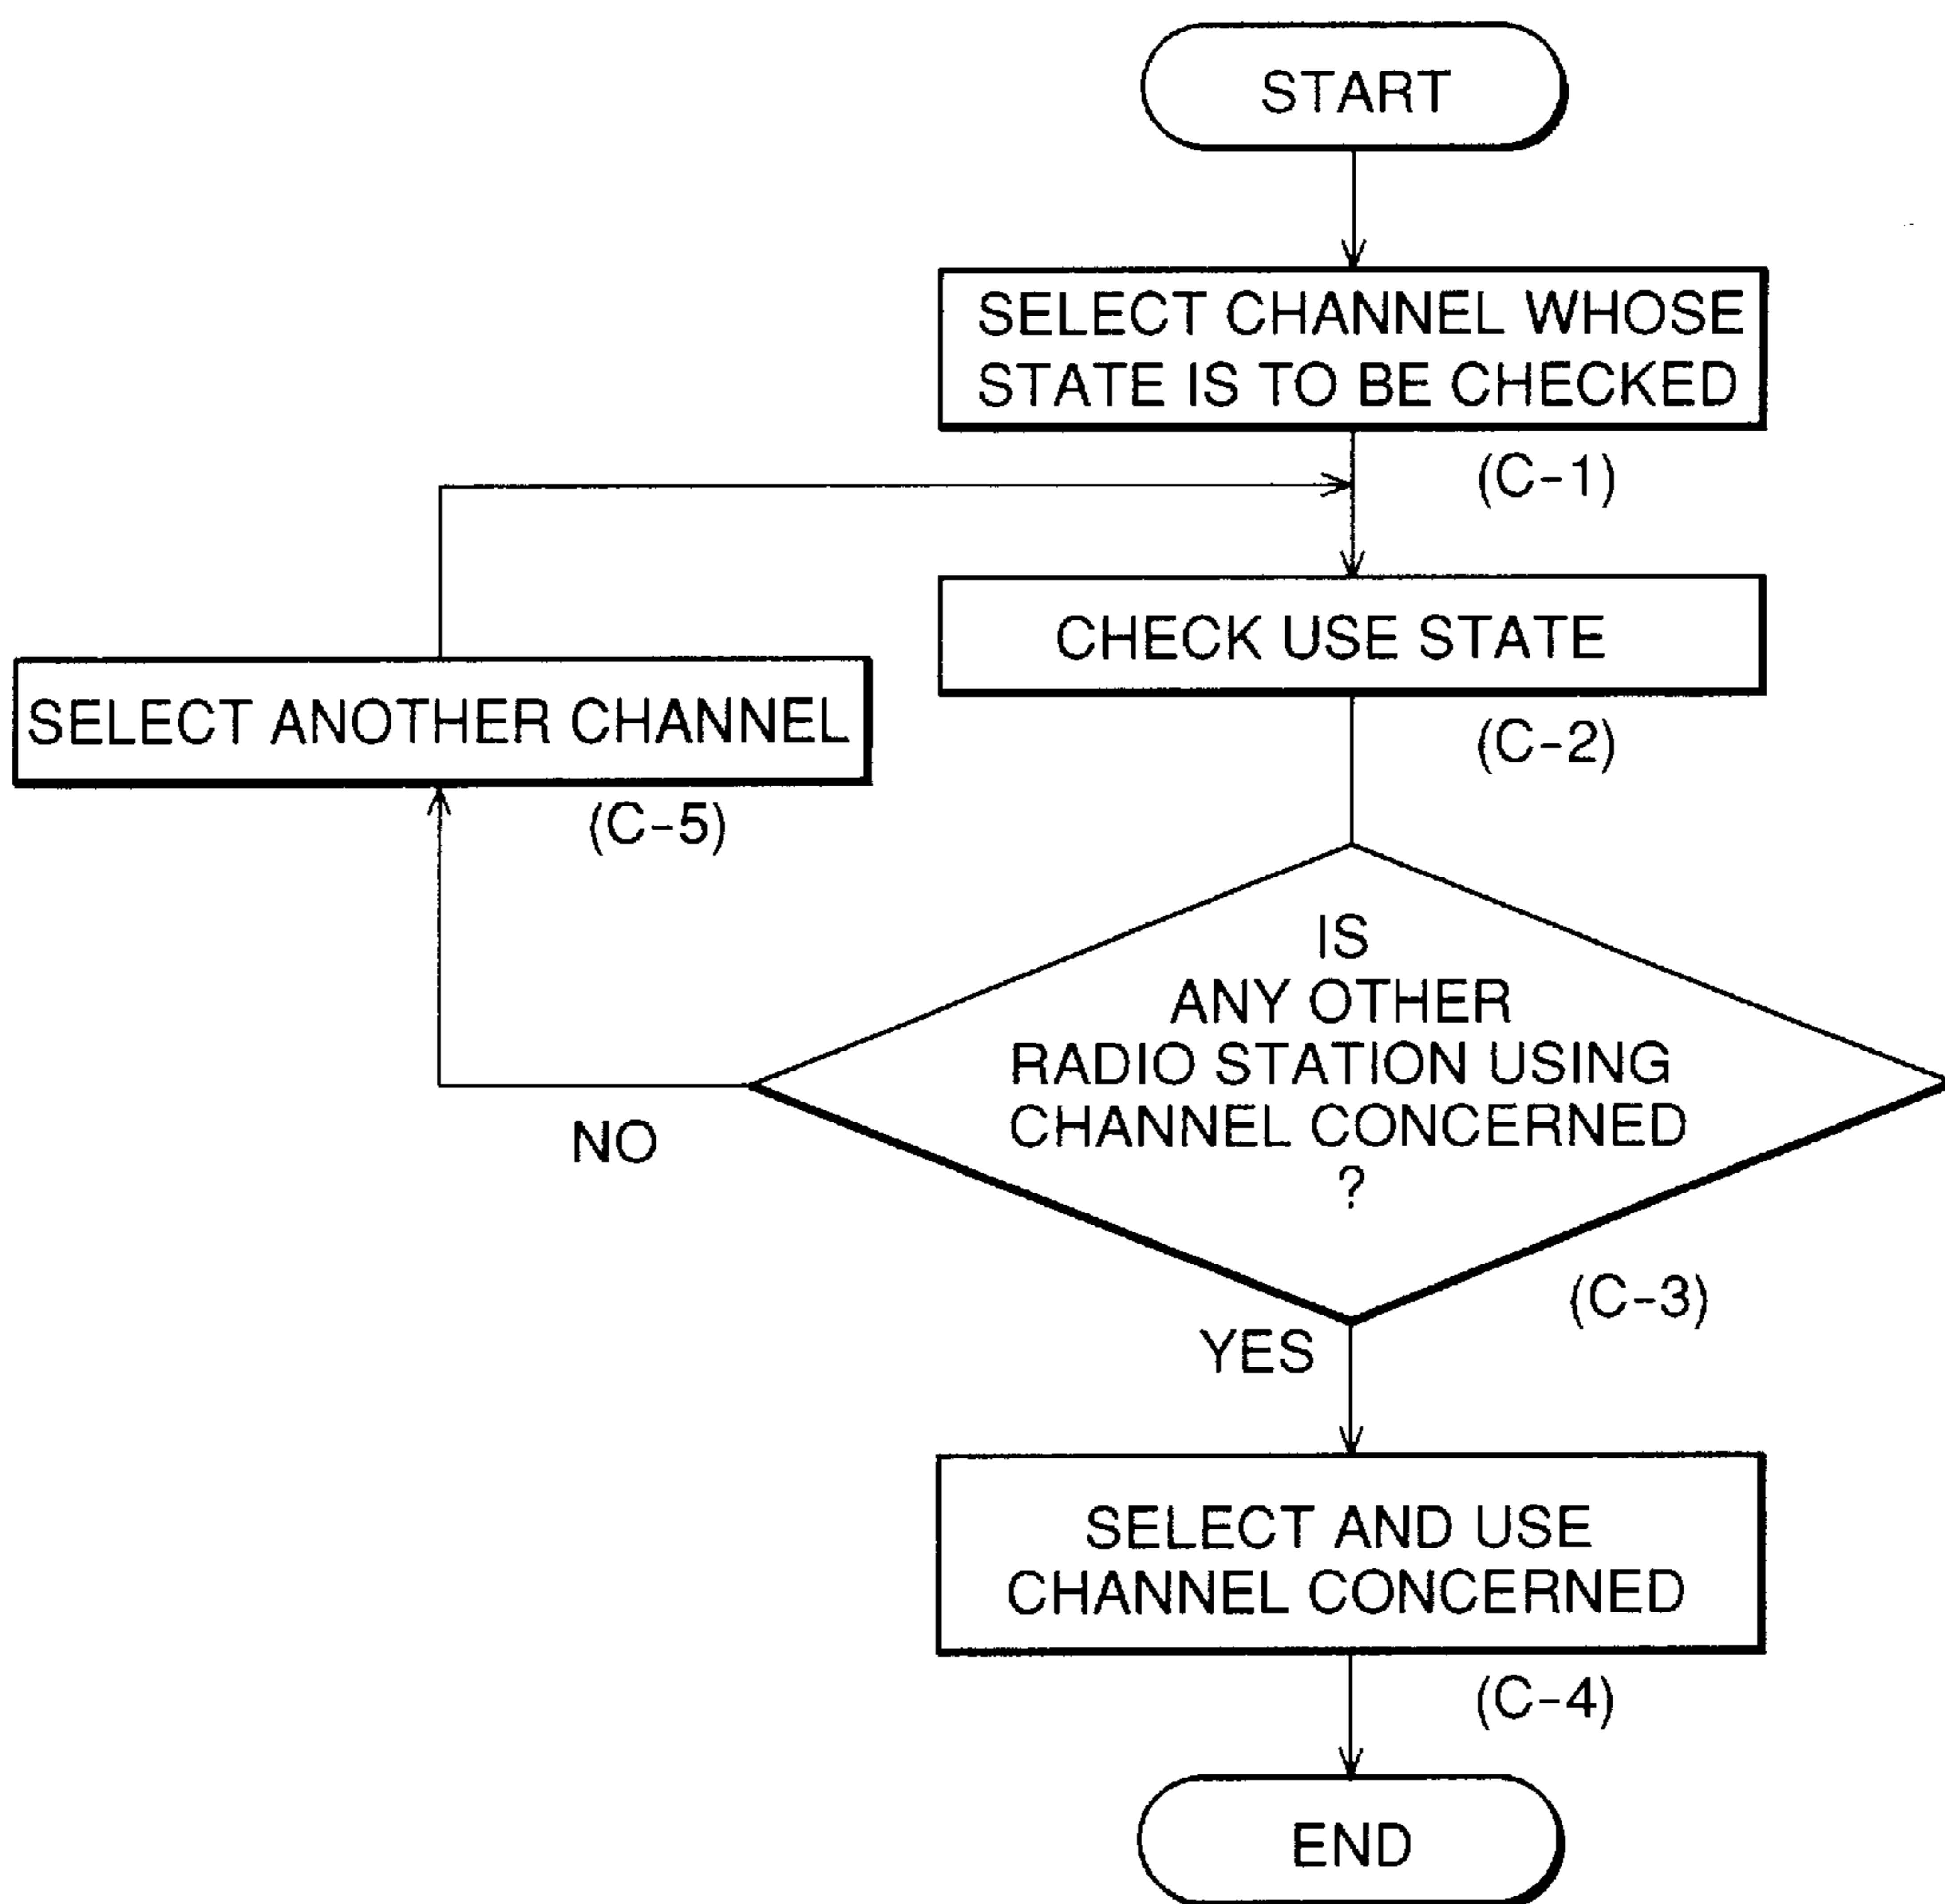 START
SELECT CHANNEL WHOSE
STATE IS TO BE CHECKED
(C-1)
CHECK USE STATE
(C-2)
SELECT ANOTHER CHANNEL
(C-5)
IS
ANY OTHER
RADIO STATION USING
CHANNEL CONCERNED
?
(C-3)
NO
YES
SELECT AND USE
CHANNEL CONCERNED
(C-4)
END